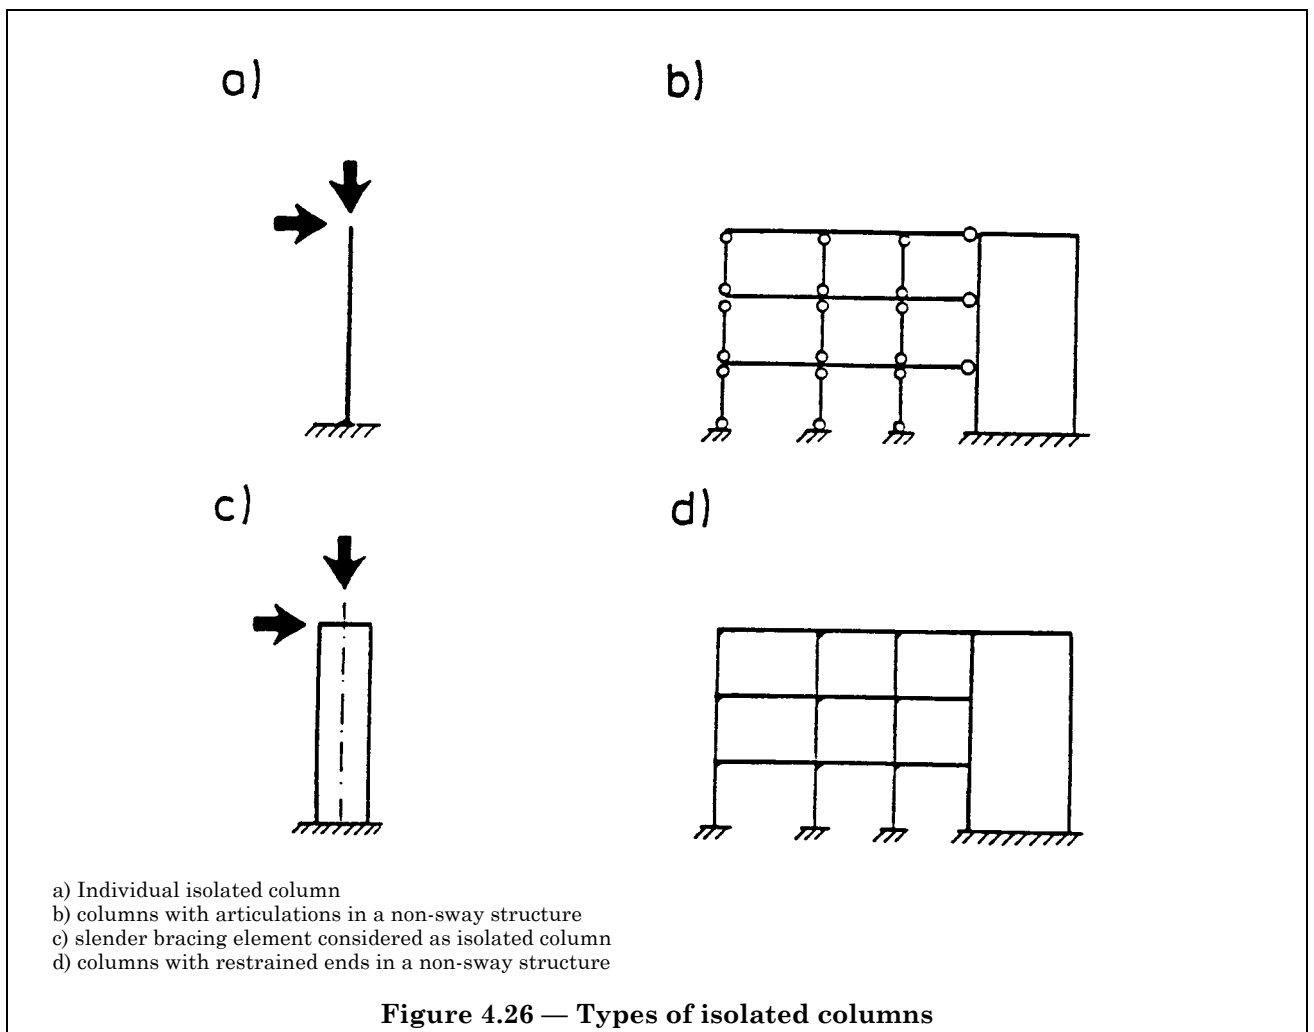 a)
b)
c)
d)
a) Individual isolated column
b) columns with articulations in a non-sway structure
c) slender bracing element considered as isolated column
d) columns with restrained ends in a non-sway structure
Figure 4.26 — Types of isolated columns